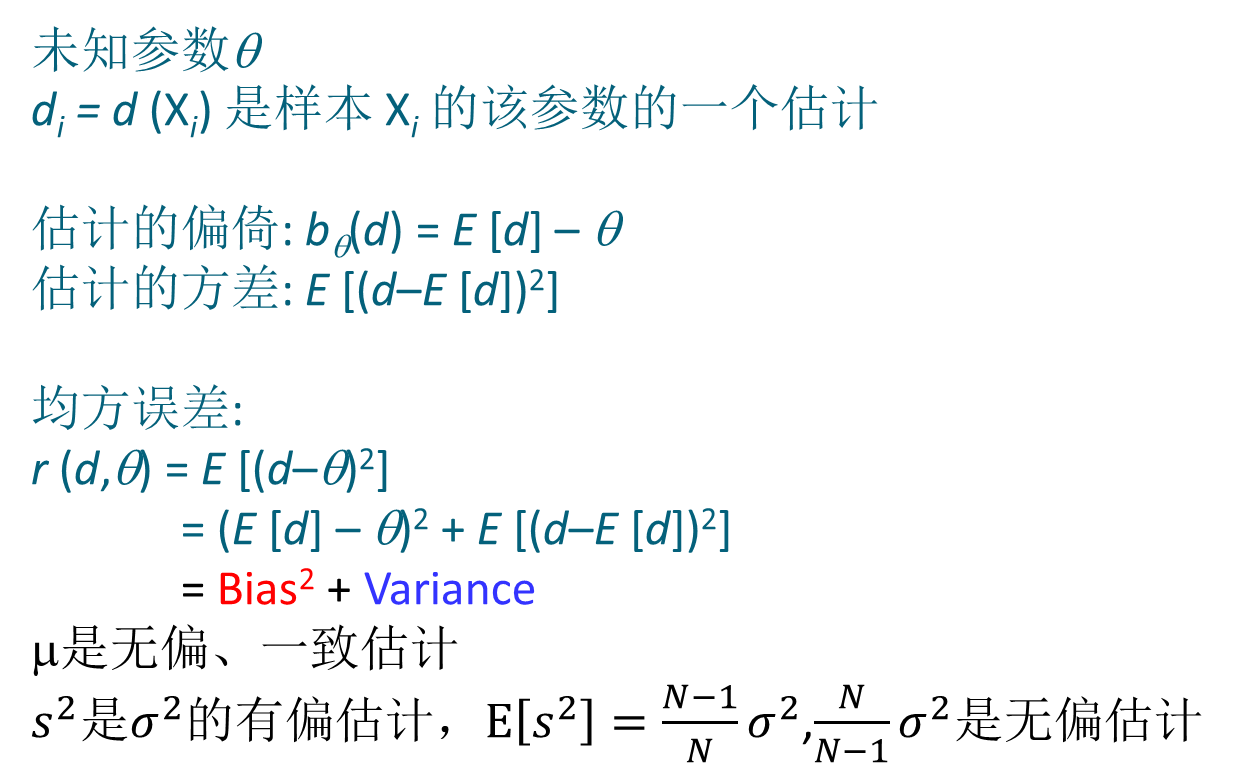 未知参数θ
dᵢ = d (Xᵢ) 是样本 Xᵢ 的该参数的一个估计
估计的偏倚: b_θ(d) = E [d] – θ
估计的方差: E [(d–E [d])²]
均方误差:
r (d,θ) = E [(d–θ)²]
= (E [d] – θ)² + E [(d–E [d])²]
= Bias² + Variance
μ是无偏、一致估计
s²是σ²的有偏估计，E[s²] = \frac{N−1}{N} σ²,\frac{N}{N−1} σ²是无偏估计